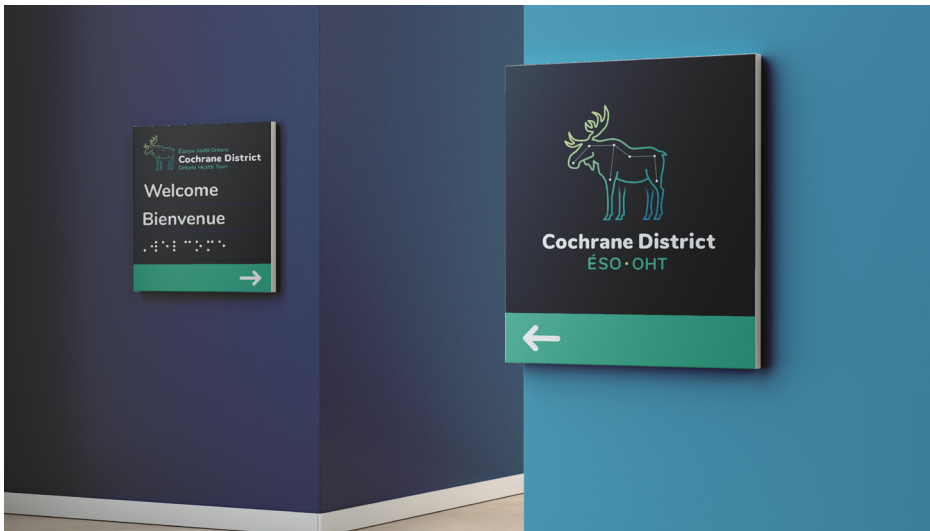 Équipe Santé Ontario
Cochrane District
Ontario Health Team
Welcome
Bienvenue
⠠⠺⠑⠇⠉⠕⠍⠑
Cochrane District
ÉSO·OHT